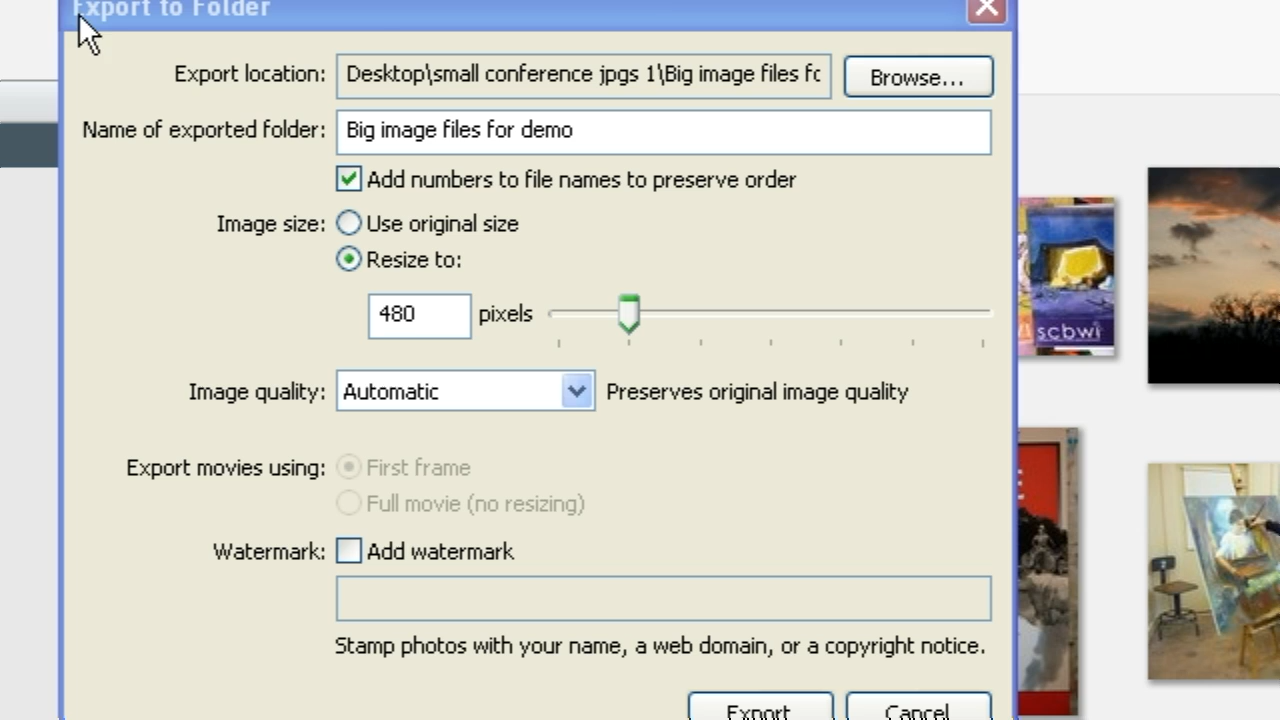 Export to Folder
Export location: Desktop\small conference jpgs 1\Big image files fo Browse...
Name of exported folder: Big image files for demo
Add numbers to file names to preserve order
Image size: Use original size
Resize to:
480 pixels
Image quality: Automatic Preserves original image quality
Export movies using: First frame
Full movie (no resizing)
Watermark: Add watermark
Stamp photos with your name, a web domain, or a copyright notice.
Export Cancel
scbwi